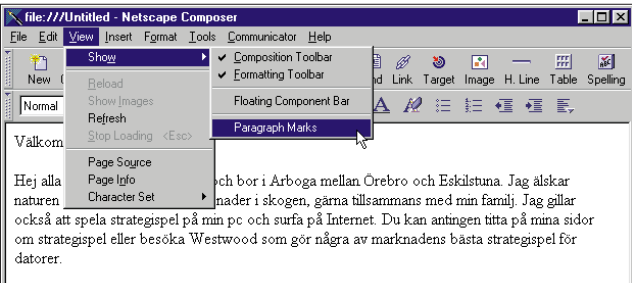 file:///Untitled - Netscape Composer
File Edit View Insert Format Tools Communicator Help
New Link Target Image H. Line Table Spelling
Normal
Show
Reload
Show Images
Refresh
Stop Loading <Esc>
Page Source
Page Info
Character Set
✓ Composition Toolbar
✓ Formatting Toolbar
Floating Component Bar
Paragraph Marks
Hej alla och bor i Arboga mellan Örebro och Eskilstuna. Jag älskar
naturen i skogen, gärna tillsammans med min familj. Jag gillar
också att spela strategispel på min pc och surfa på Internet. Du kan antingen titta på mina sidor
om strategispel eller besöka Westwood som gör några av marknadens bästa strategispel för
datorer.